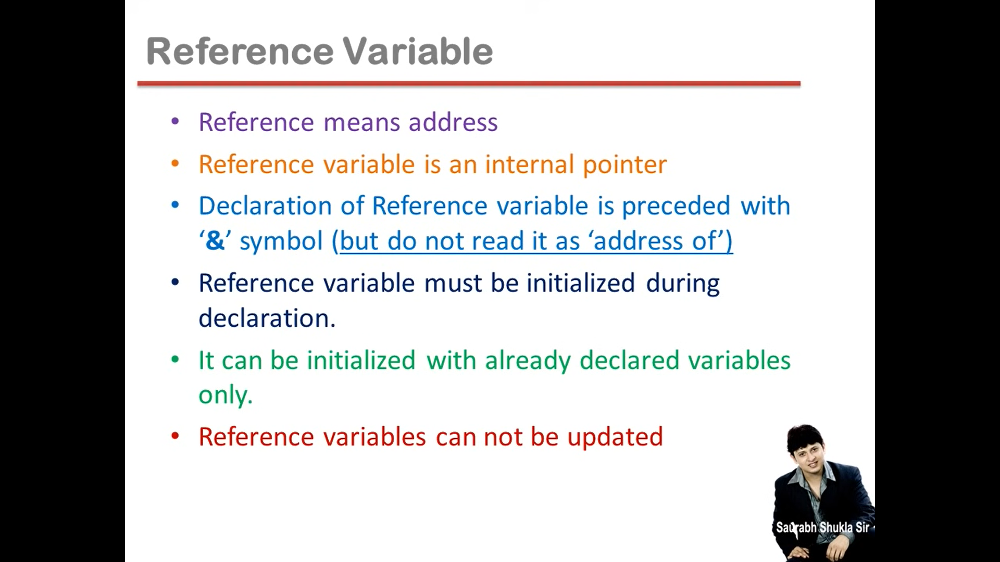 Reference Variable
• Reference means address
• Reference variable is an internal pointer
• Declaration of Reference variable is preceded with
‘&’ symbol (but do not read it as ‘address of’)
• Reference variable must be initialized during
declaration.
• It can be initialized with already declared variables
only.
• Reference variables can not be updated
Saurabh Shukla Sir